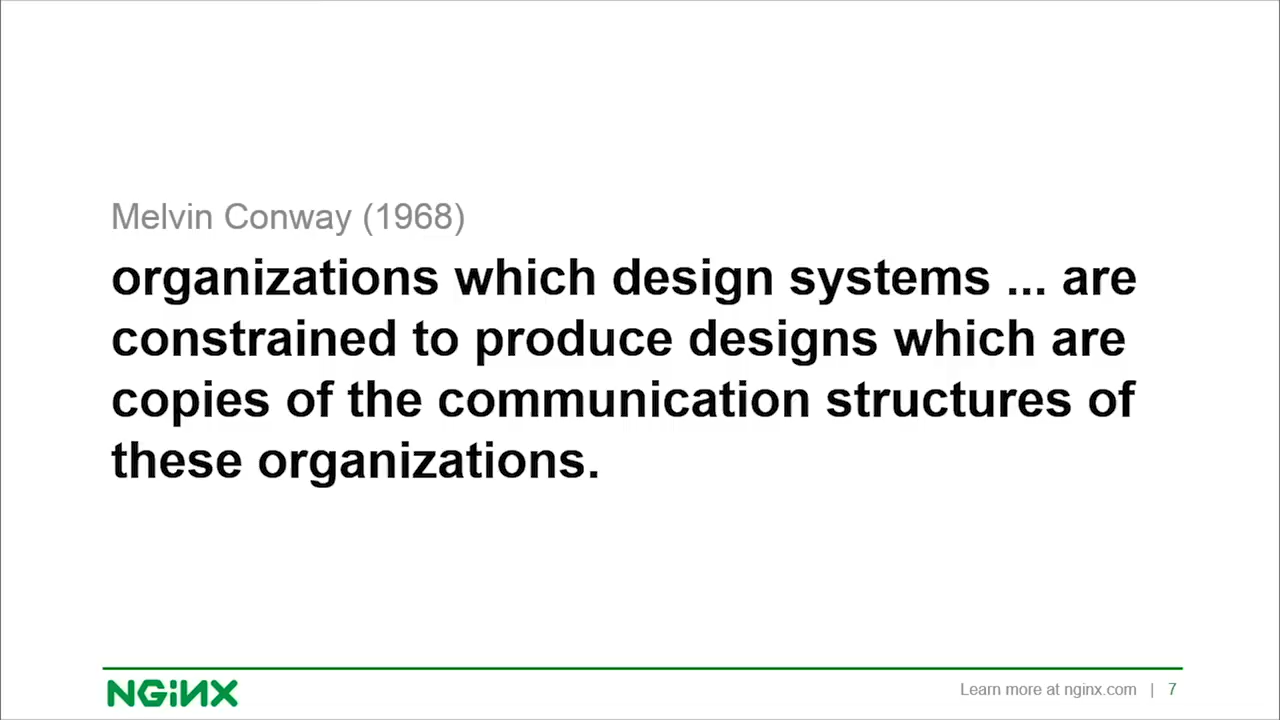 Melvin Conway (1968)
organizations which design systems ... are
constrained to produce designs which are
copies of the communication structures of
these organizations.
NGiNX
Learn more at nginx.com | 7